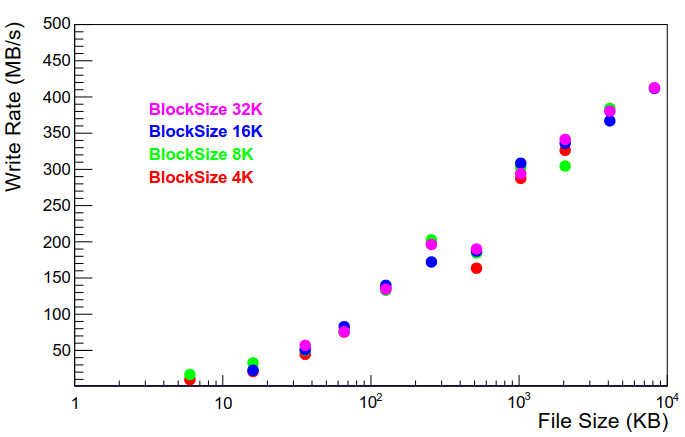 Write Rate (MB/s)
500
450
400
350
300
250
200
150
100
50
BlockSize 32K
BlockSize 16K
BlockSize 8K
BlockSize 4K
1 10 10² 10³ 10⁴
File Size (KB)